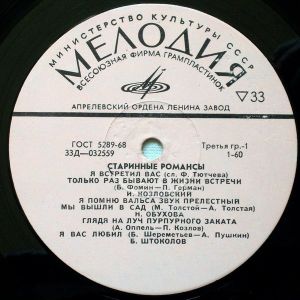 МИНИСТЕРСТВО КУЛЬТУРЫ СССР
МЕЛОДИЯ
ВСЕСОЮЗНАЯ ФИРМА ГРАМПЛАСТИНОК
АПРЕЛЕВСКИЙ ОРДЕНА ЛЕНИНА ЗАВОД
▽33
ГОСТ 5289-68
Третья гр.-1
33Д—032559
1-60
СТАРИННЫЕ РОМАНСЫ
Я ВСТРЕТИЛ ВАС (сл. Ф. Тютчева)
ТОЛЬКО РАЗ БЫВАЮТ В ЖИЗНИ ВСТРЕЧИ
(Б. Фомин—П. Герман)
И. КОЗЛОВСКИЙ
Я ПОМНЮ ВАЛЬСА ЗВУК ПРЕЛЕСТНЫЙ
МЫ ВЫШЛИ В САД (М. Толстой—А. Толстая)
Н. ОБУХОВА
ГЛЯДЯ НА ЛУЧ ПУРПУРНОГО ЗАКАТА
(А. Оппель—П. Козлов)
Я ВАС ЛЮБИЛ (Б. Шереметьев—А. Пушкин)
Б. ШТОКОЛОВ